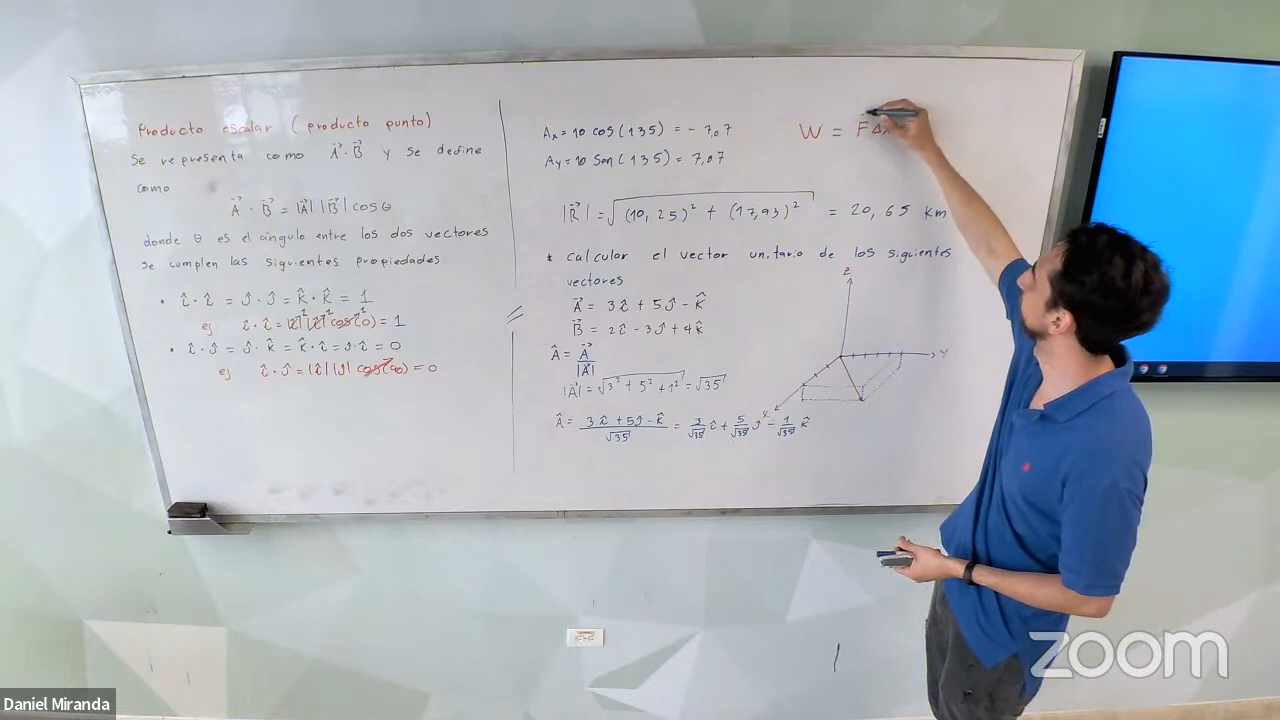 Producto escalar (producto punto)
Se representa como A⃗ · B⃗ y se define
como
A⃗ · B⃗ = |A⃗| |B⃗| cosθ
donde θ es el ángulo entre los dos vectores
se cumplen las siguientes propiedades
• î · î = ĵ · ĵ = k̂ · k̂ = 1
ej î · î = |î| |î| cos(0) = 1
• î · ĵ = ĵ · k̂ = k̂ · î = ĵ · î = 0
ej î · ĵ = |î| |ĵ| cos(90) = 0
Ax = 10 cos(135) = - 7,07
Ay = 10 Sen(135) = 7,07
W = F Δ
|R⃗| = √(10,25)² + (17,93)² = 20,65 km
* calcular el vector unitario de los siguientes
vectores
A⃗ = 3î + 5ĵ - k̂
B⃗ = 2î - 3ĵ + 4k̂
Â = A⃗ / |A⃗|
|A⃗| = √3² + 5² + 1² = √35
Â = 3î + 5ĵ - k̂ / √35 = 3/√35 î + 5/√35 ĵ - 1/√35 k̂
Z
Y
X
Daniel Miranda
zoom